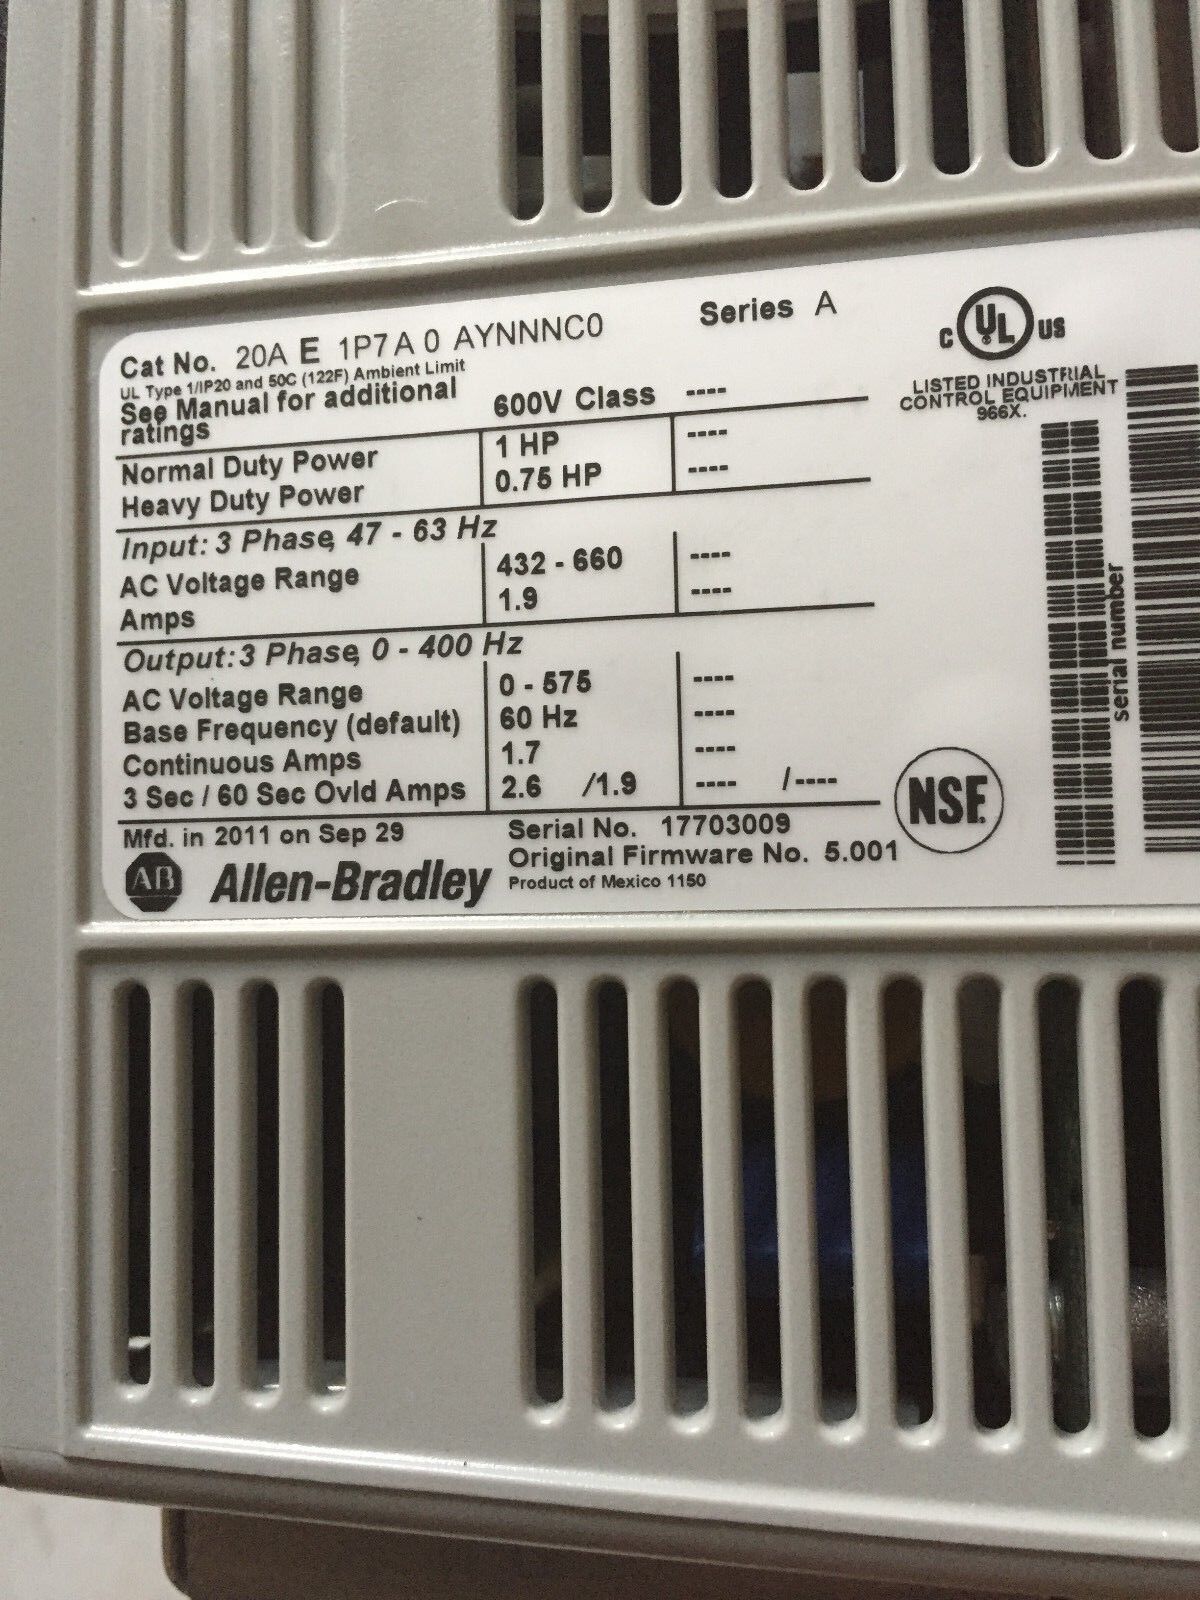 Cat No. 20A E 1P7 A 0 AYNNNC0
Series A
UL Type 1/IP20 and 50C (122F) Ambient Limit
See Manual for additional
ratings
600V Class ----
Normal Duty Power 1 HP ----
Heavy Duty Power 0.75 HP ----
Input: 3 Phase, 47 - 63 Hz
AC Voltage Range 432 - 660 ----
Amps 1.9 ----
Output: 3 Phase, 0 - 400 Hz
AC Voltage Range 0 - 575 ----
Base Frequency (default) 60 Hz ----
Continuous Amps 1.7 ----
3 Sec / 60 Sec Ovld Amps 2.6 /1.9 ---- /----
Mfd. in 2011 on Sep 29
Serial No. 17703009
Original Firmware No. 5.001
AB Allen-Bradley
Product of Mexico 1150
C UL US
LISTED INDUSTRIAL
CONTROL EQUIPMENT
966X.
serial number
NSF.